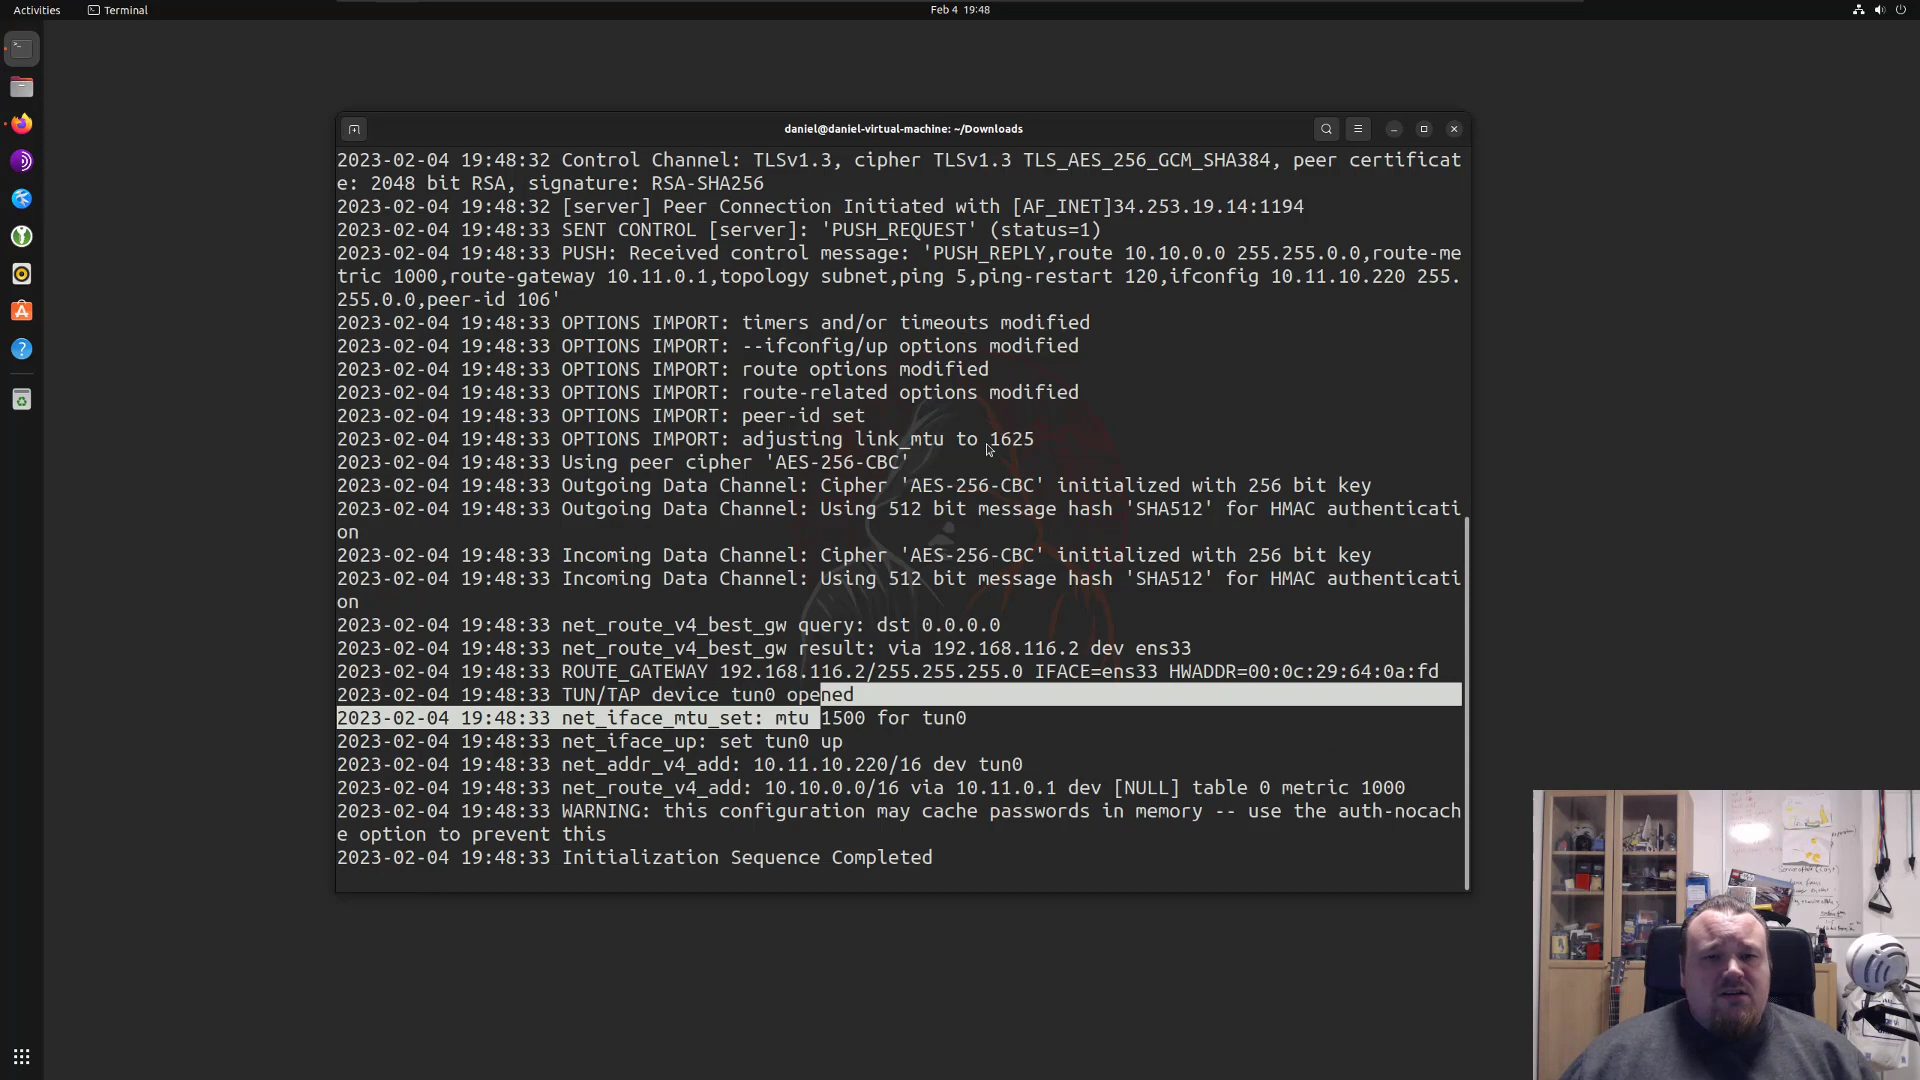 Activities
Terminal
Feb 4 19:48
daniel@daniel-virtual-machine: ~/Downloads
2023-02-04 19:48:32 Control Channel: TLSv1.3, cipher TLSv1.3 TLS_AES_256_GCM_SHA384, peer certificat
e: 2048 bit RSA, signature: RSA-SHA256
2023-02-04 19:48:32 [server] Peer Connection Initiated with [AF_INET]34.253.19.14:1194
2023-02-04 19:48:33 SENT CONTROL [server]: 'PUSH_REQUEST' (status=1)
2023-02-04 19:48:33 PUSH: Received control message: 'PUSH_REPLY,route 10.10.0.0 255.255.0.0,route-me
tric 1000,route-gateway 10.11.0.1,topology subnet,ping 5,ping-restart 120,ifconfig 10.11.10.220 255.
255.0.0,peer-id 106'
2023-02-04 19:48:33 OPTIONS IMPORT: timers and/or timeouts modified
2023-02-04 19:48:33 OPTIONS IMPORT: --ifconfig/up options modified
2023-02-04 19:48:33 OPTIONS IMPORT: route options modified
2023-02-04 19:48:33 OPTIONS IMPORT: route-related options modified
2023-02-04 19:48:33 OPTIONS IMPORT: peer-id set
2023-02-04 19:48:33 OPTIONS IMPORT: adjusting link_mtu to 1625
2023-02-04 19:48:33 Using peer cipher 'AES-256-CBC'
2023-02-04 19:48:33 Outgoing Data Channel: Cipher 'AES-256-CBC' initialized with 256 bit key
2023-02-04 19:48:33 Outgoing Data Channel: Using 512 bit message hash 'SHA512' for HMAC authenticati
on
2023-02-04 19:48:33 Incoming Data Channel: Cipher 'AES-256-CBC' initialized with 256 bit key
2023-02-04 19:48:33 Incoming Data Channel: Using 512 bit message hash 'SHA512' for HMAC authenticati
on
2023-02-04 19:48:33 net_route_v4_best_gw query: dst 0.0.0.0
2023-02-04 19:48:33 net_route_v4_best_gw result: via 192.168.116.2 dev ens33
2023-02-04 19:48:33 ROUTE_GATEWAY 192.168.116.2/255.255.255.0 IFACE=ens33 HWADDR=00:0c:29:64:0a:fd
2023-02-04 19:48:33 TUN/TAP device tun0 opened
2023-02-04 19:48:33 net_iface_mtu_set: mtu 1500 for tun0
2023-02-04 19:48:33 net_iface_up: set tun0 up
2023-02-04 19:48:33 net_addr_v4_add: 10.11.10.220/16 dev tun0
2023-02-04 19:48:33 net_route_v4_add: 10.10.0.0/16 via 10.11.0.1 dev [NULL] table 0 metric 1000
2023-02-04 19:48:33 WARNING: this configuration may cache passwords in memory -- use the auth-nocach
e option to prevent this
2023-02-04 19:48:33 Initialization Sequence Completed